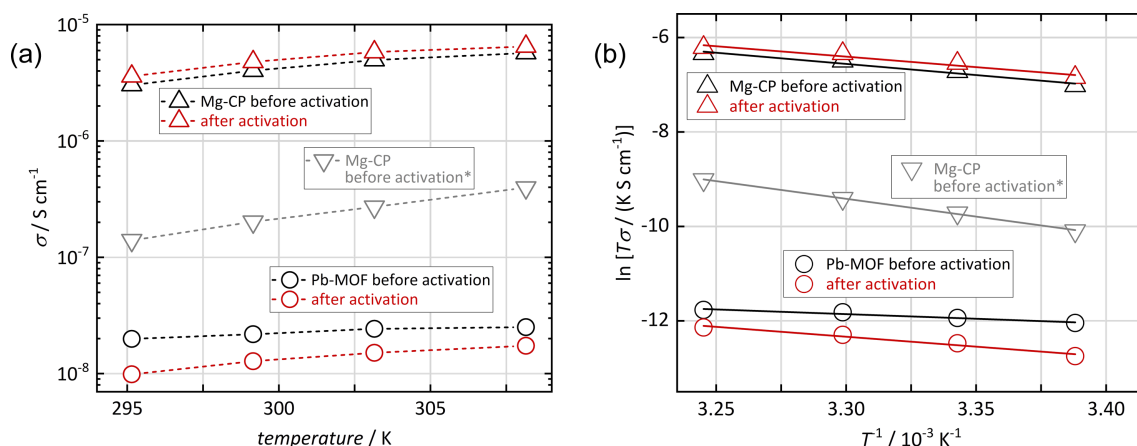 (a)
10⁻⁵
10⁻⁶
10⁻⁷
10⁻⁸
σ / S cm⁻¹
Mg-CP before activation
after activation
Mg-CP
before activation*
Pb-MOF before activation
after activation
295
300
305
temperature / K
(b)
-6
-8
-10
-12
ln [Tσ / (K S cm⁻¹)]
Mg-CP before activation
after activation
Mg-CP
before activation*
Pb-MOF before activation
after activation
3.25
3.30
3.35
3.40
T⁻¹ / 10⁻³ K⁻¹